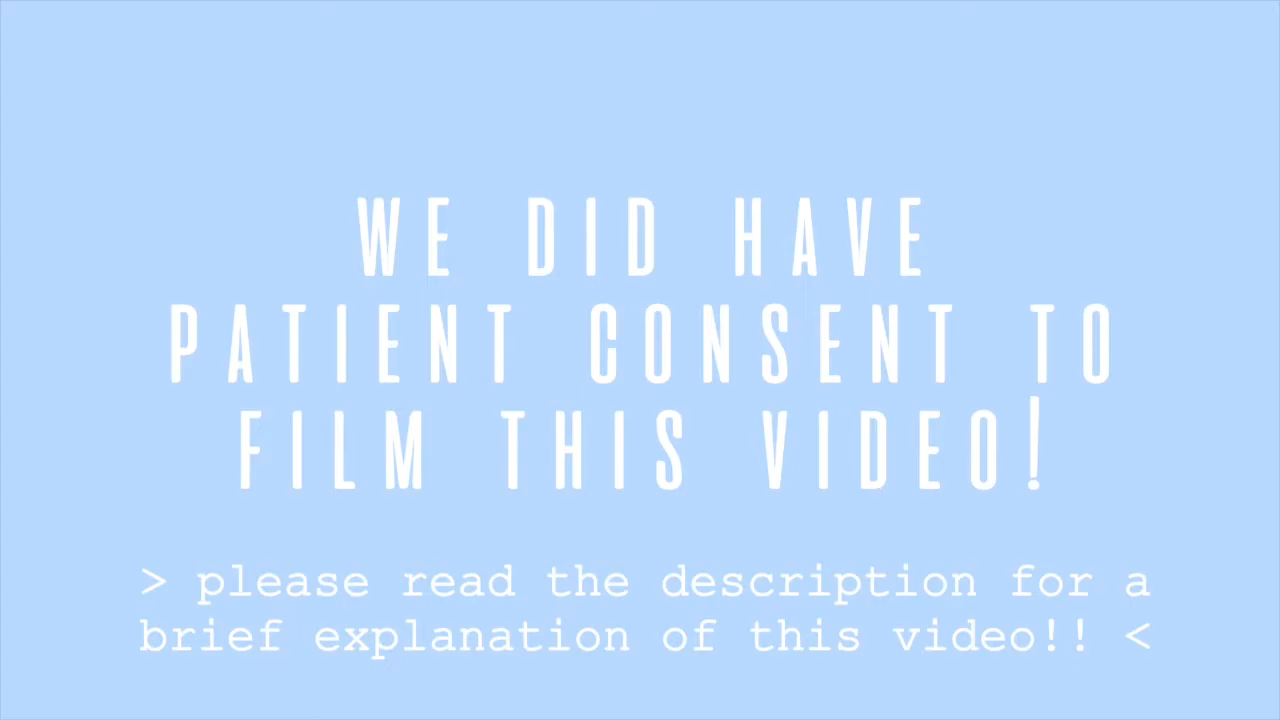 WE DID HAVE
PATIENT CONSENT TO
FILM THIS VIDEO!
> please read the description for a
brief explanation of this video!! <